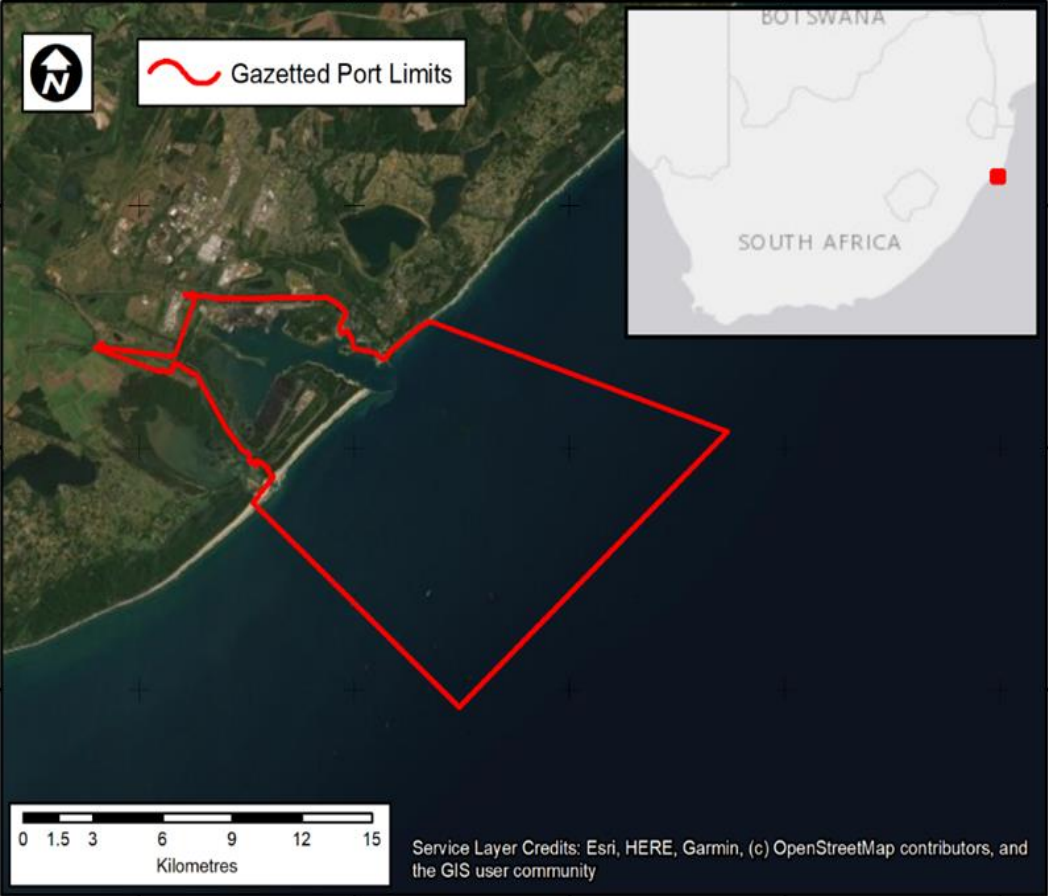 N
Gazetted Port Limits
BOTSWANA
SOUTH AFRICA
0 1.5 3 6 9 12 15
Kilometres
Service Layer Credits: Esri, HERE, Garmin, (c) OpenStreetMap contributors, and
the GIS user community